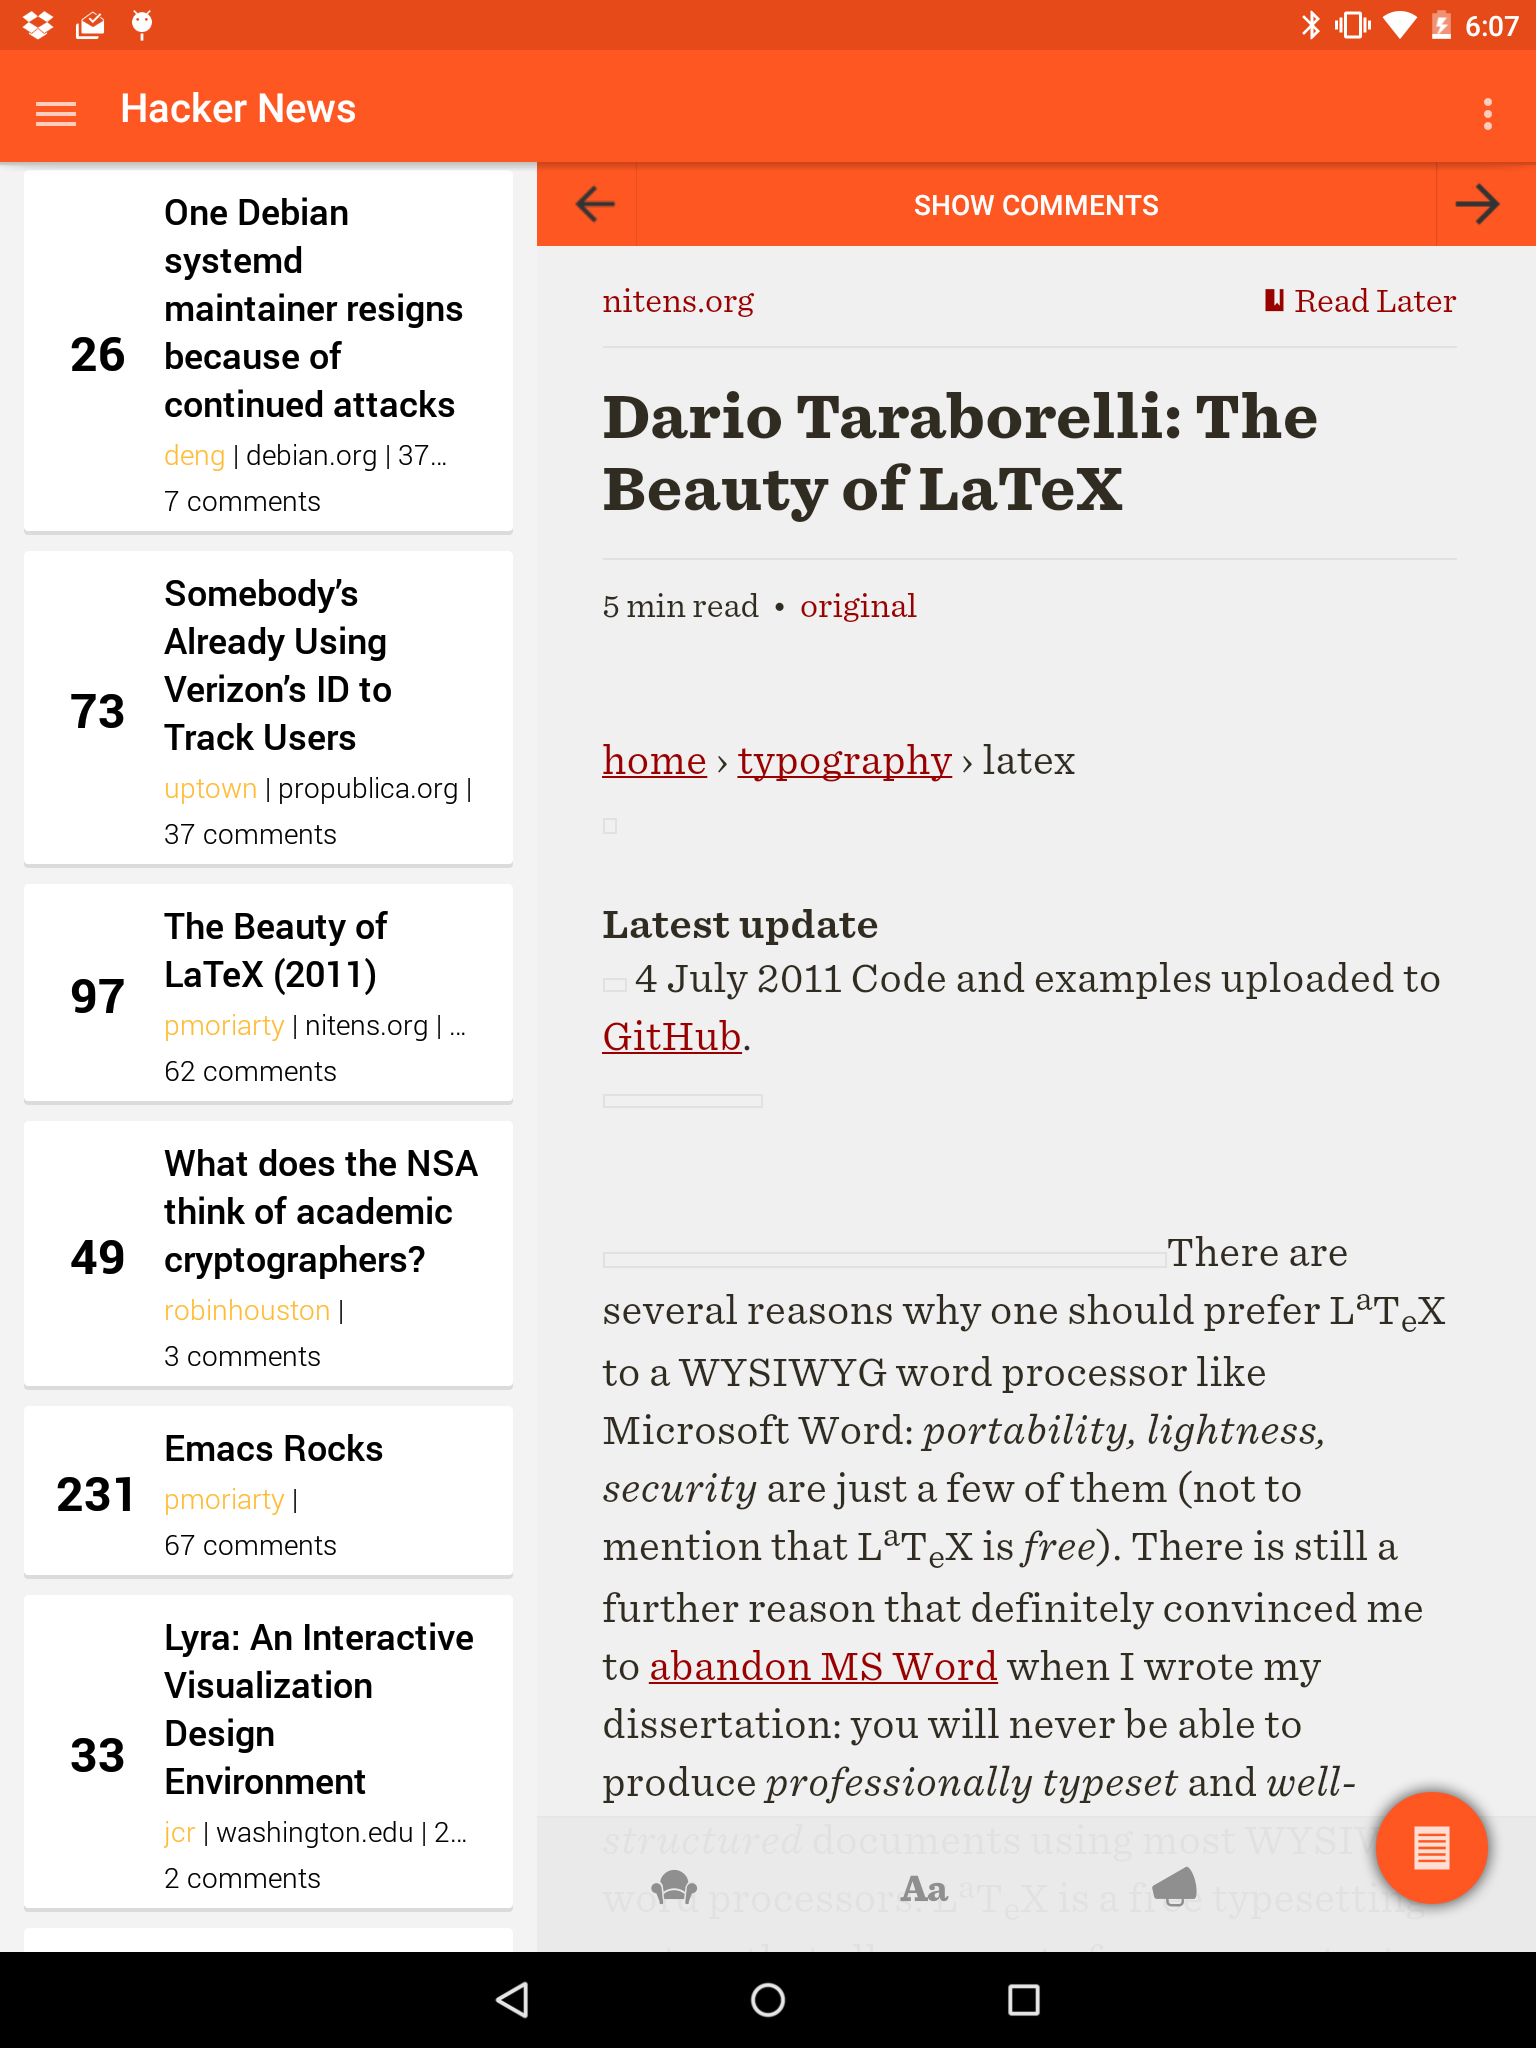 6:07
Hacker News
One Debian
systemd
maintainer resigns
because of
continued attacks
26
deng | debian.org | 37...
7 comments
Somebody's
Already Using
Verizon's ID to
Track Users
73
uptown | propublica.org |
37 comments
The Beauty of
LaTeX (2011)
97
pmoriarty | nitens.org | ...
62 comments
What does the NSA
think of academic
cryptographers?
49
robinhouston |
3 comments
Emacs Rocks
231
pmoriarty |
67 comments
Lyra: An Interactive
Visualization
Design
Environment
33
jcr | washington.edu | 2...
2 comments
SHOW COMMENTS
nitens.org
Read Later
Dario Taraborelli: The
Beauty of LaTeX
5 min read • original
home › typography › latex
Latest update
4 July 2011 Code and examples uploaded to
GitHub.
There are
several reasons why one should prefer LaTeX
to a WYSIWYG word processor like
Microsoft Word: portability, lightness,
security are just a few of them (not to
mention that LaTeX is free). There is still a
further reason that definitely convinced me
to abandon MS Word when I wrote my
dissertation: you will never be able to
produce professionally typeset and well-
structured documents using most
word processors. LaTeX is a free typesetting
Aa